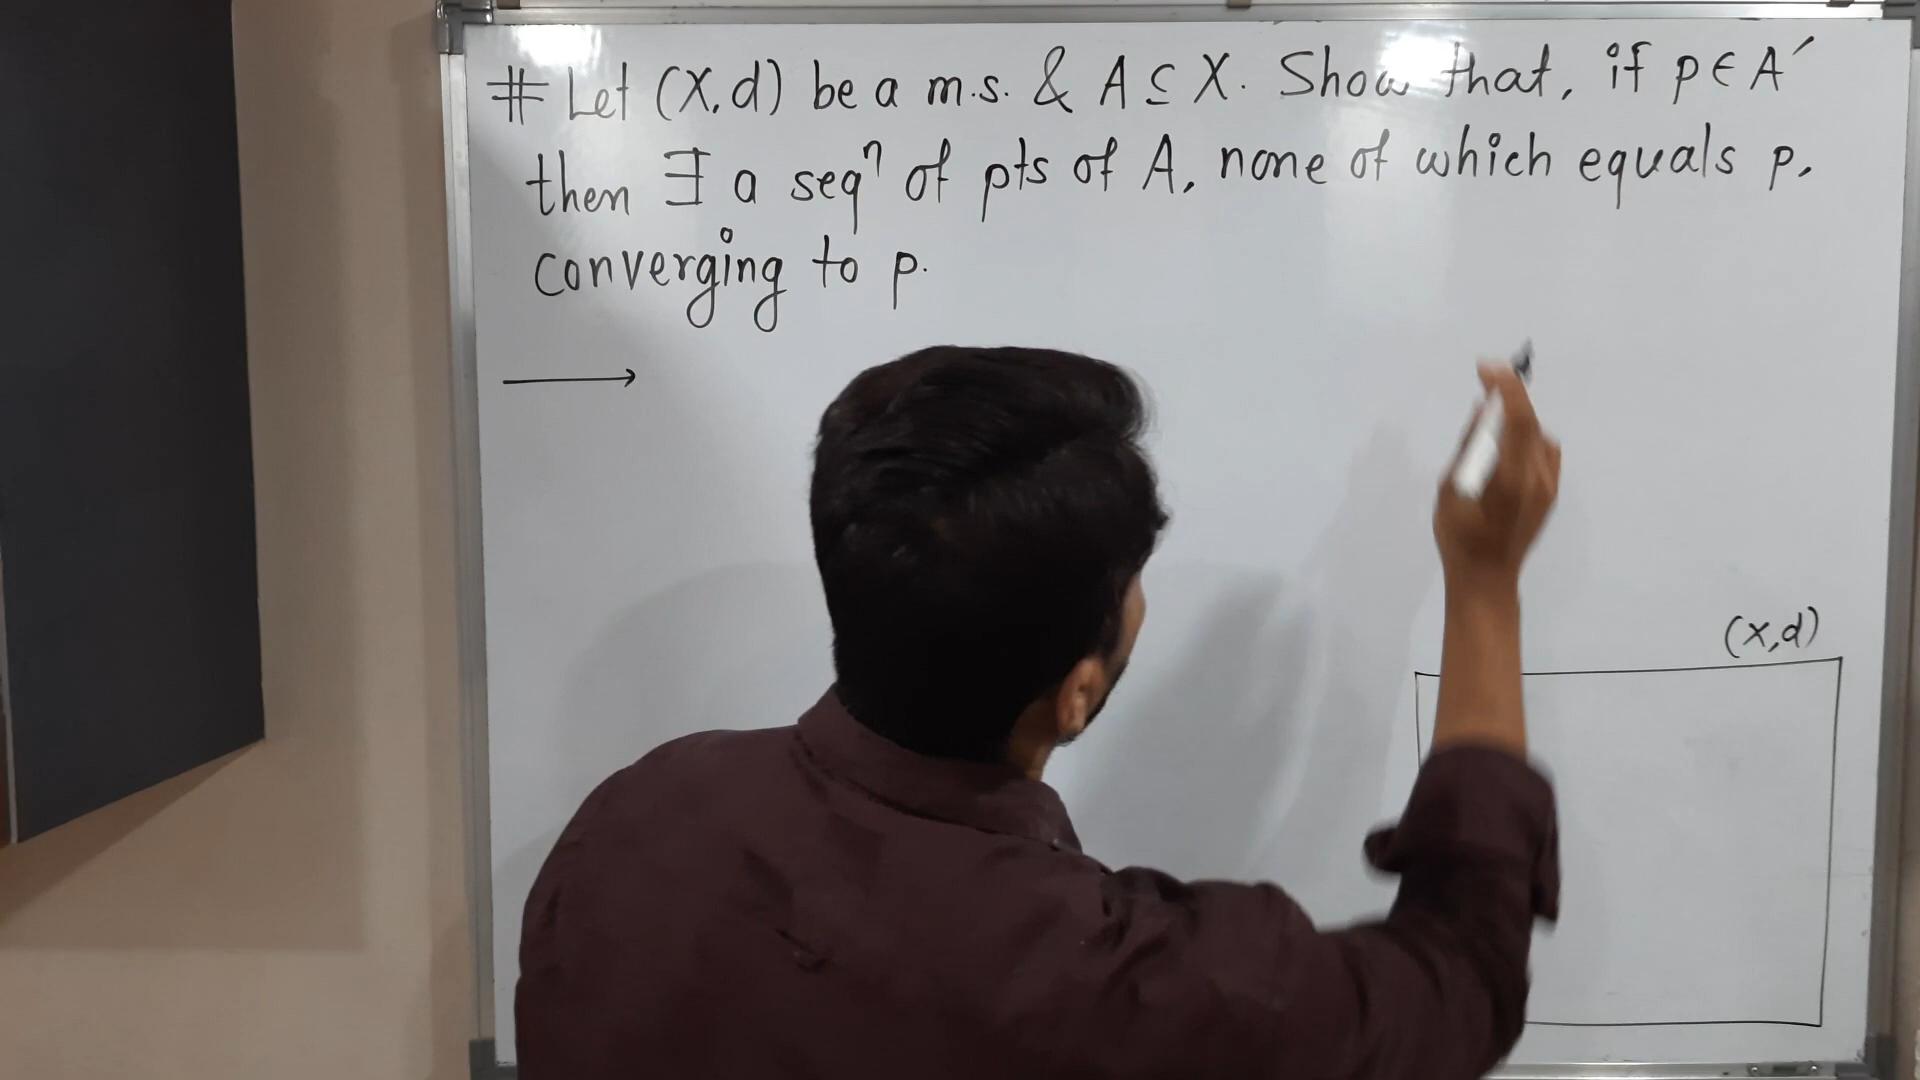 # Let (X,d) be a m.s. & A ⊆ X. Show that, if p ∈ A′
then ∃ a seqⁿ of pts of A, none of which equals p,
converging to p.
(X,d)